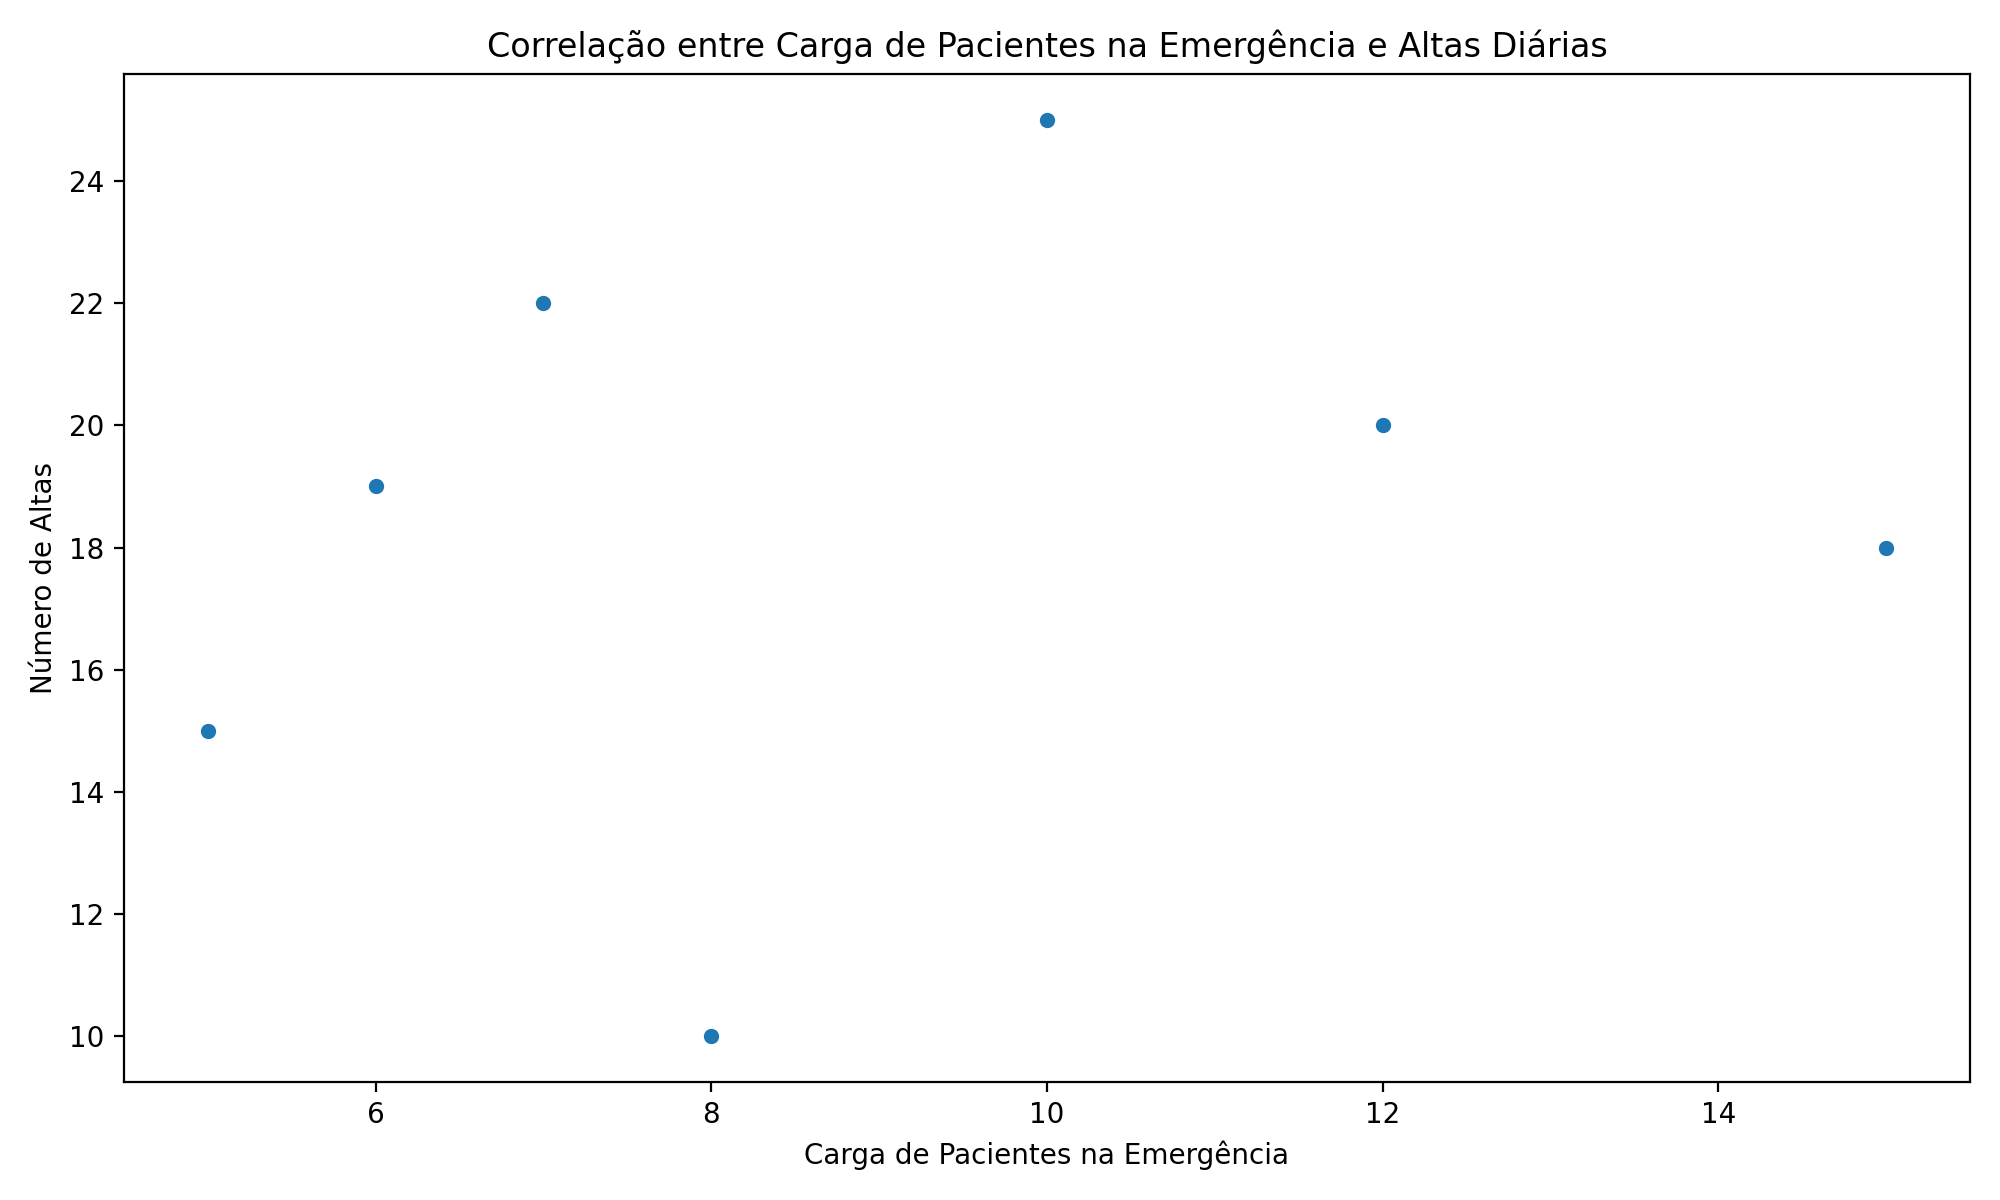 Correlação entre Carga de Pacientes na Emergência e Altas Diárias
24
22
20
18
16
14
12
10
Número de Altas
6 8 10 12 14
Carga de Pacientes na Emergência